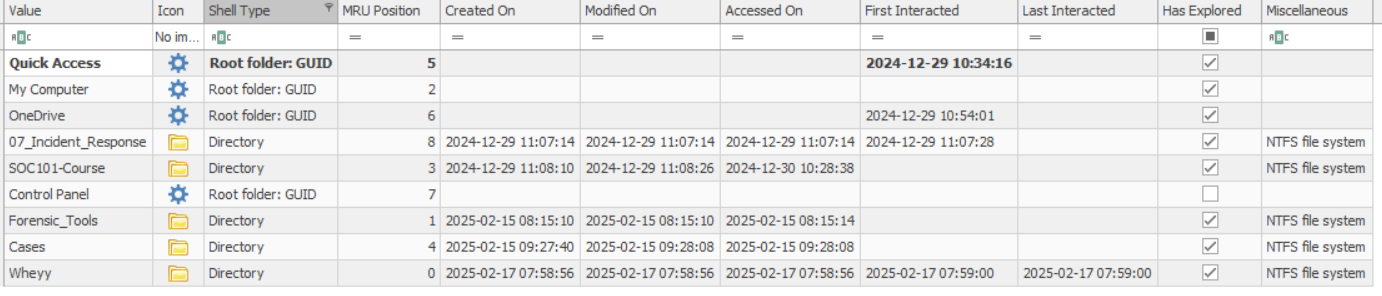 Value Icon Shell Type MRU Position Created On Modified On Accessed On First Interacted Last Interacted Has Explored Miscellaneous
ABC No im... ABC = = = = = = ABC
Quick Access Root folder: GUID 5 2024-12-29 10:34:16
My Computer Root folder: GUID 2
OneDrive Root folder: GUID 6 2024-12-29 10:54:01
07_Incident_Response Directory 8 2024-12-29 11:07:14 2024-12-29 11:07:14 2024-12-29 11:07:14 2024-12-29 11:07:28 NTFS file system
SOC101-Course Directory 3 2024-12-29 11:08:10 2024-12-29 11:08:26 2024-12-30 10:28:38 NTFS file system
Control Panel Root folder: GUID 7
Forensic_Tools Directory 1 2025-02-15 08:15:10 2025-02-15 08:15:10 2025-02-15 08:15:14 NTFS file system
Cases Directory 4 2025-02-15 09:27:40 2025-02-15 09:28:08 2025-02-15 09:28:08 NTFS file system
Wheyy Directory 0 2025-02-17 07:58:56 2025-02-17 07:58:56 2025-02-17 07:58:56 2025-02-17 07:59:00 2025-02-17 07:59:00 NTFS file system